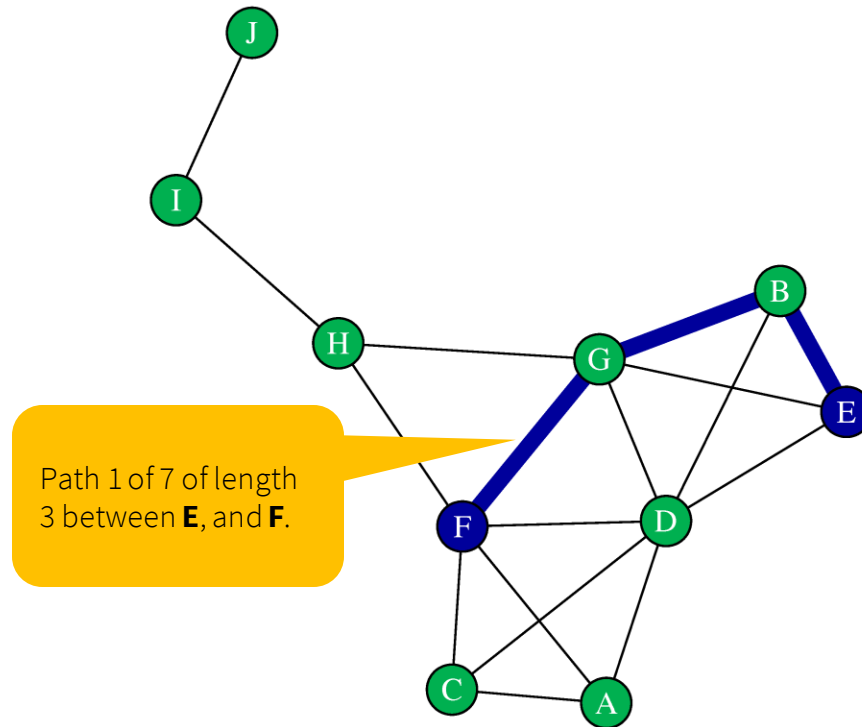 J
I
B
H
G
E
Path 1 of 7 of length
3 between E, and F.
F
D
C
A